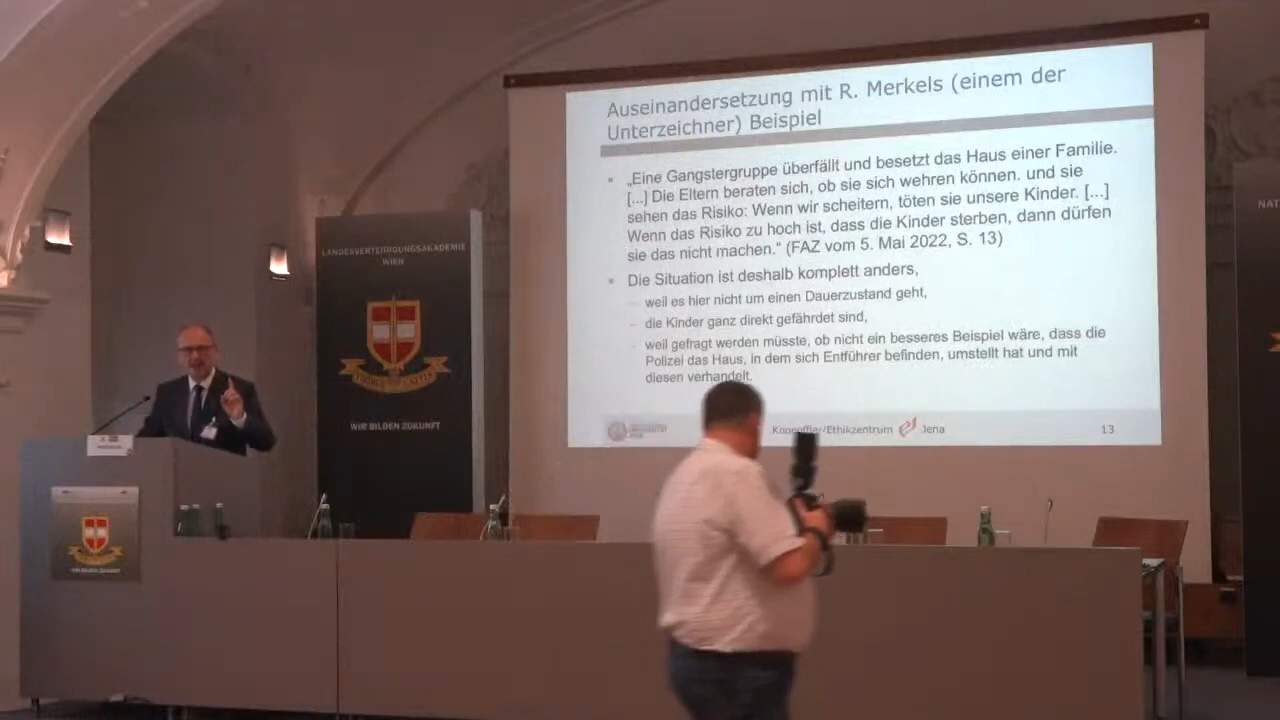 Auseinandersetzung mit R. Merkels (einem der
Unterzeichner) Beispiel
„Eine Gangstergruppe überfällt und besetzt das Haus einer Familie.
[...] Die Eltern beraten sich, ob sie sich wehren können. und sie
sehen das Risiko: Wenn wir scheitern, töten sie unsere Kinder. [...]
Wenn das Risiko zu hoch ist, dass die Kinder sterben, dann dürfen
sie das nicht machen.“ (FAZ vom 5. Mai 2022, S. 13)
Die Situation ist deshalb komplett anders,
– weil es hier nicht um einen Dauerzustand geht,
– die Kinder ganz direkt gefährdet sind,
– weil gefragt werden müsste, ob nicht ein besseres Beispiel wäre, dass die
Polizei das Haus, in dem sich Entführer befinden, umstellt hat und mit
diesen verhandelt.
/Ethikzentrum Jena
13
LANDESVERTEIDIGUNGSAKADEMIE
WIEN
WIR BILDEN ZUKUNFT
WIR BILDEN ZUKUNFT
NAT